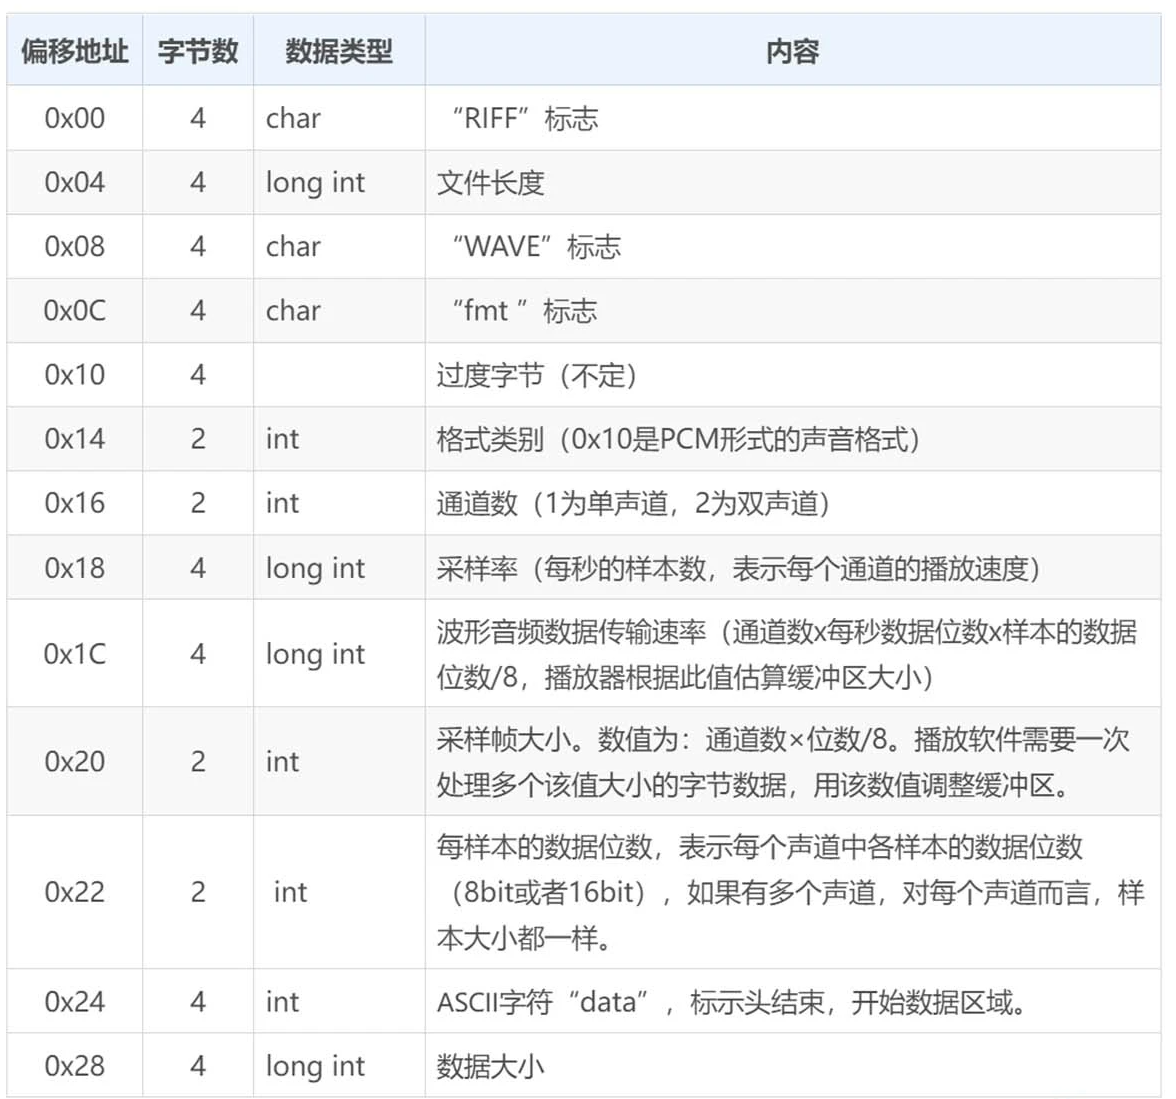 偏移地址 字节数 数据类型 内容
0x00 4 char “RIFF”标志
0x04 4 long int 文件长度
0x08 4 char “WAVE”标志
0x0C 4 char “fmt ”标志
0x10 4 过度字节（不定）
0x14 2 int 格式类别（0x10是PCM形式的声音格式）
0x16 2 int 通道数（1为单声道，2为双声道）
0x18 4 long int 采样率（每秒的样本数，表示每个通道的播放速度）
0x1C 4 long int 波形音频数据传输速率（通道数x每秒数据位数x样本的数据
位数/8，播放器根据此值估算缓冲区大小）
0x20 2 int 采样帧大小。数值为：通道数×位数/8。播放软件需要一次
处理多个该值大小的字节数据，用该数值调整缓冲区。
0x22 2 int 每样本的数据位数，表示每个声道中各样本的数据位数
（8bit或者16bit），如果有多个声道，对每个声道而言，样
本大小都一样。
0x24 4 int ASCII字符“data”，标示头结束，开始数据区域。
0x28 4 long int 数据大小